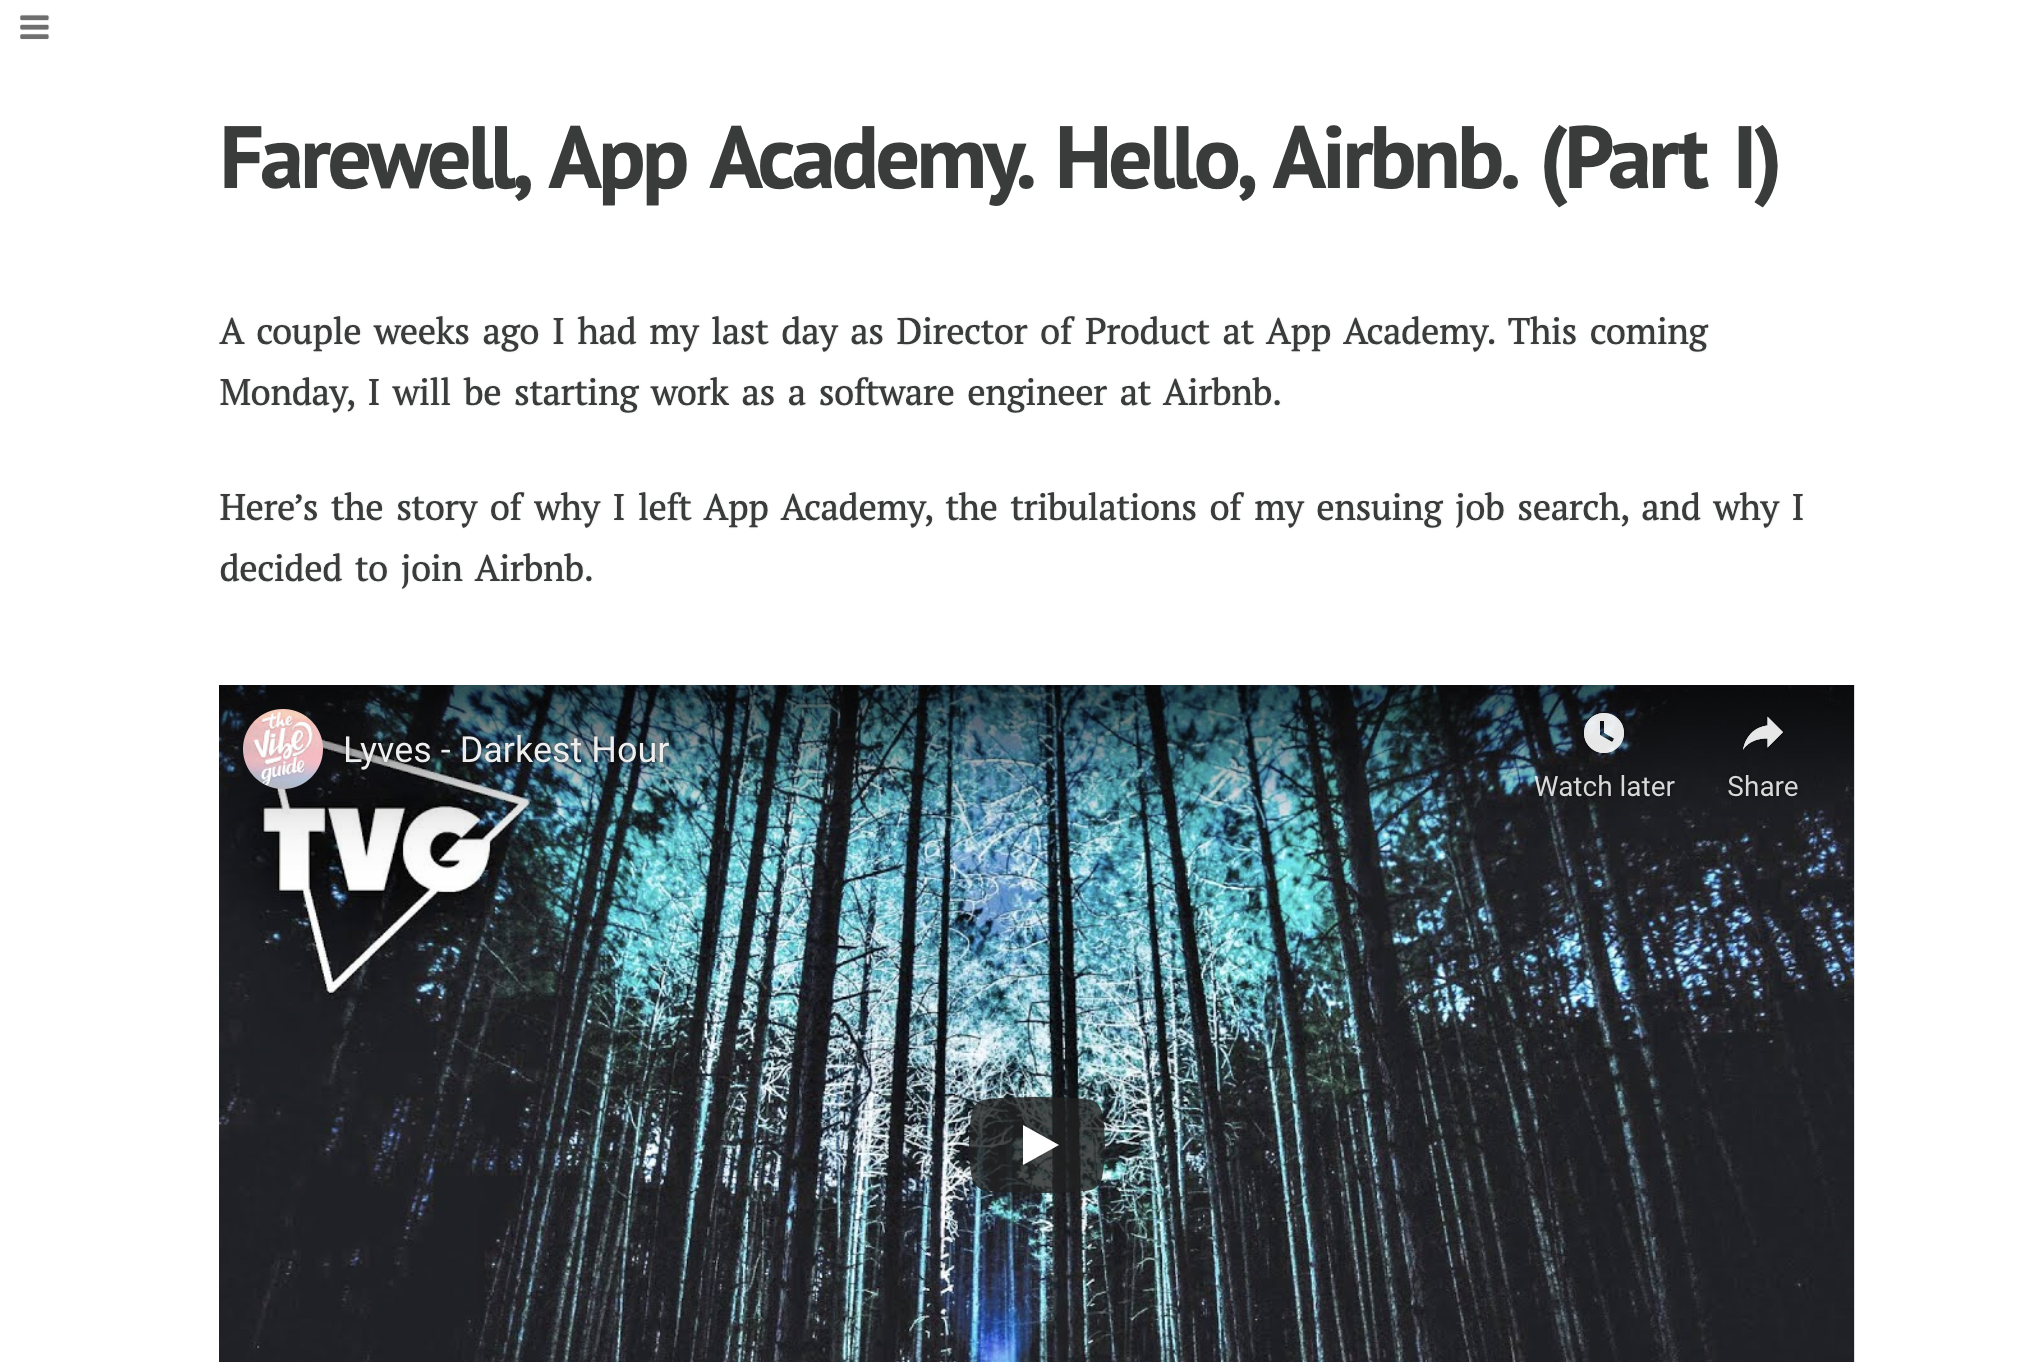 Farewell, App Academy. Hello, Airbnb. (Part I)
A couple weeks ago I had my last day as Director of Product at App Academy. This coming
Monday, I will be starting work as a software engineer at Airbnb.
Here’s the story of why I left App Academy, the tribulations of my ensuing job search, and why I
decided to join Airbnb.
the
Vibe
guide
Lyves - Darkest Hour
Watch later
Share
TVG